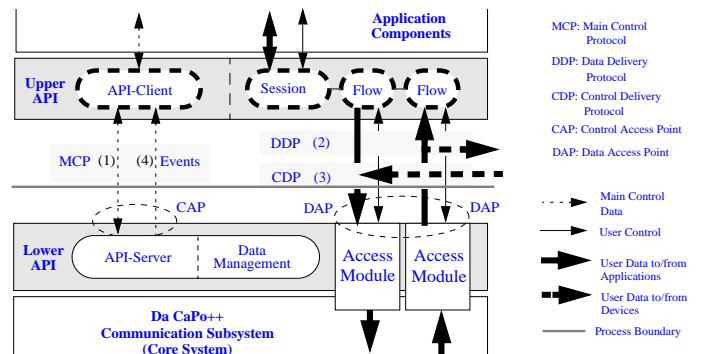 Application
Components
Upper
API
API-Client
Session
Flow
Flow
MCP (1)
(4) Events
DDP (2)
CDP (3)
CAP
DAP
DAP
Lower
API
API-Server
Data
Management
Access
Module
Access
Module
Da CaPo++
Communication Subsystem
(Core System)
MCP: Main Control
Protocol
DDP: Data Delivery
Protocol
CDP: Control Delivery
Protocol
CAP: Control Access Point
DAP: Data Access Point
Main Control
Data
User Control
User Data to/from
Applications
User Data to/from
Devices
Process Boundary